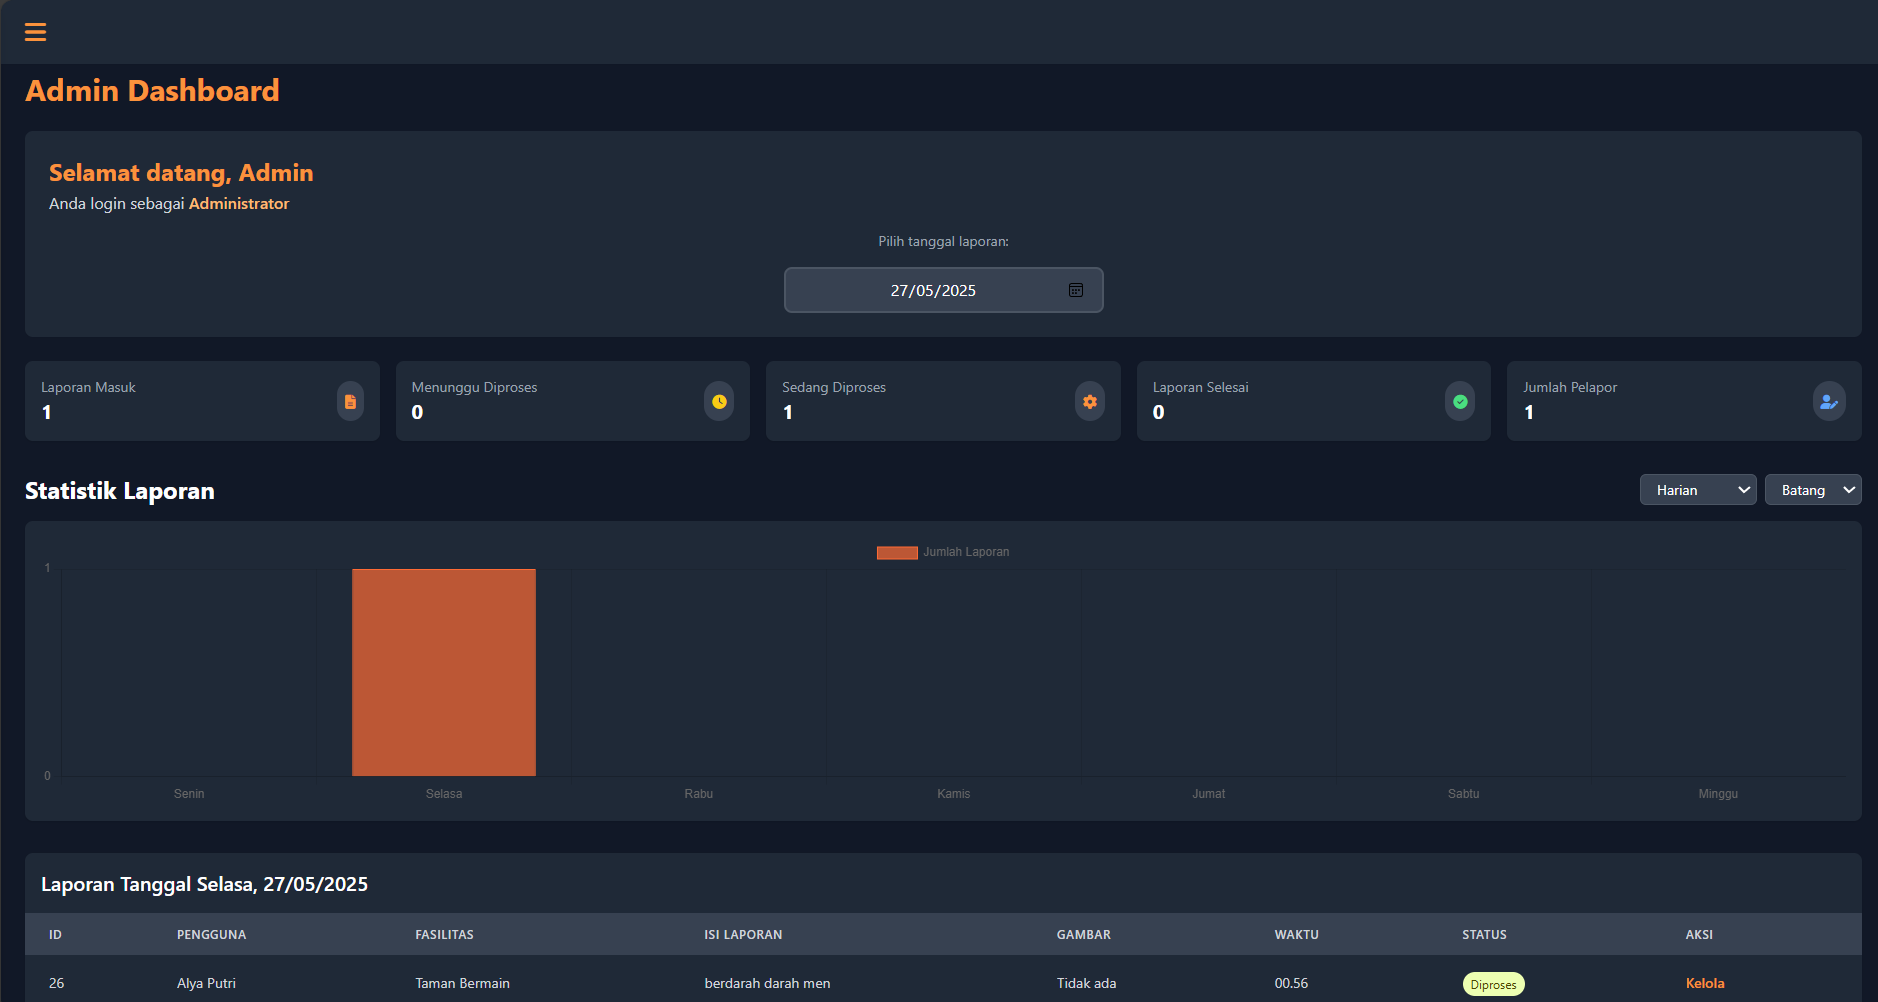 Admin Dashboard
Selamat datang, Admin
Anda login sebagai Administrator
Pilih tanggal laporan:
27/05/2025
Laporan Masuk
1
Menunggu Diproses
0
Sedang Diproses
1
Laporan Selesai
0
Jumlah Pelapor
1
Statistik Laporan
Harian
Batang
Jumlah Laporan
1
0
Senin Selasa Rabu Kamis Jumat Sabtu Minggu
Laporan Tanggal Selasa, 27/05/2025
ID PENGGUNA FASILITAS ISI LAPORAN GAMBAR WAKTU STATUS AKSI
26 Alya Putri Taman Bermain berdarah darah men Tidak ada 00.56 Diproses Kelola